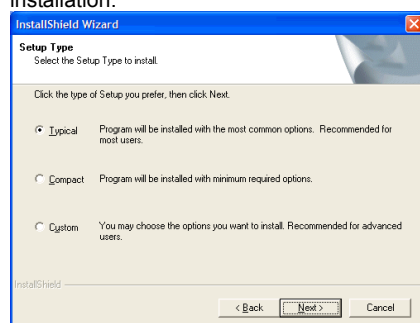 installation.
InstallShield Wizard
Setup Type
Select the Setup Type to install.
Click the type of Setup you prefer, then click Next.
Typical Program will be installed with the most common options. Recommended for
most users.
Compact Program will be installed with minimum required options.
Custom You may choose the options you want to install. Recommended for advanced
users.
InstallShield
< Back Next > Cancel